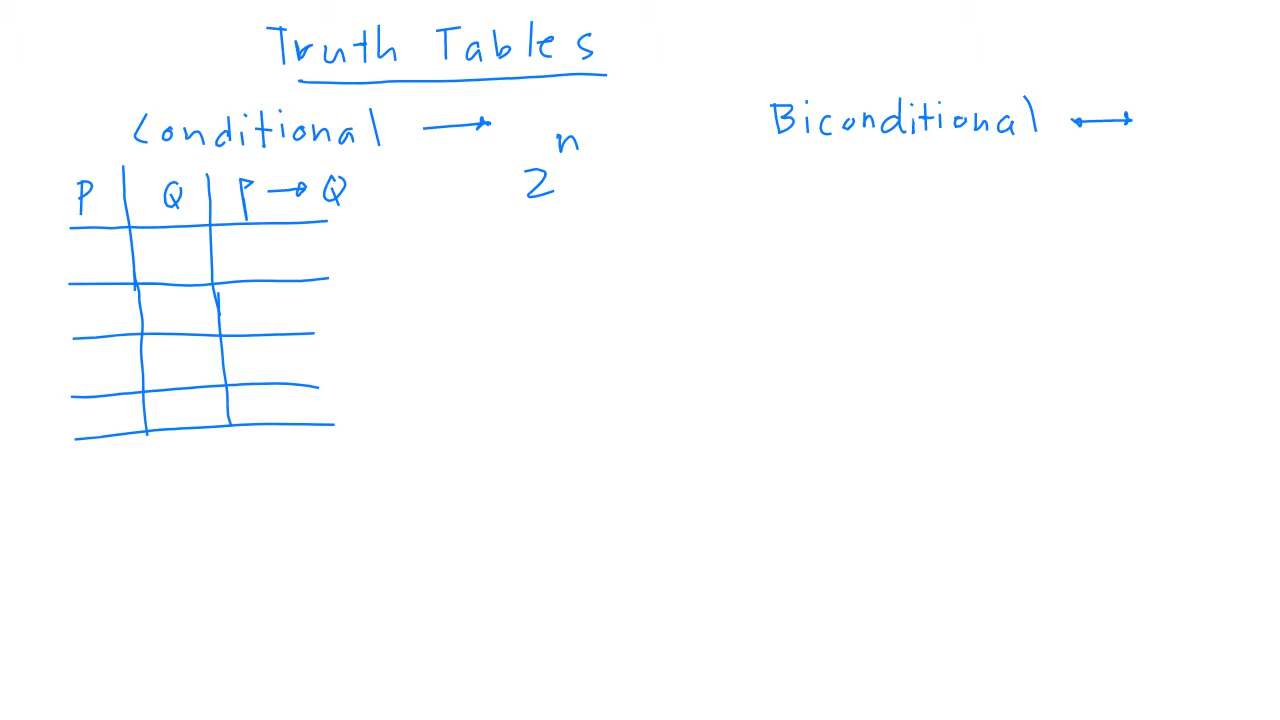 Truth Tables
Conditional →
Biconditional ↔
2ⁿ
P Q P → Q